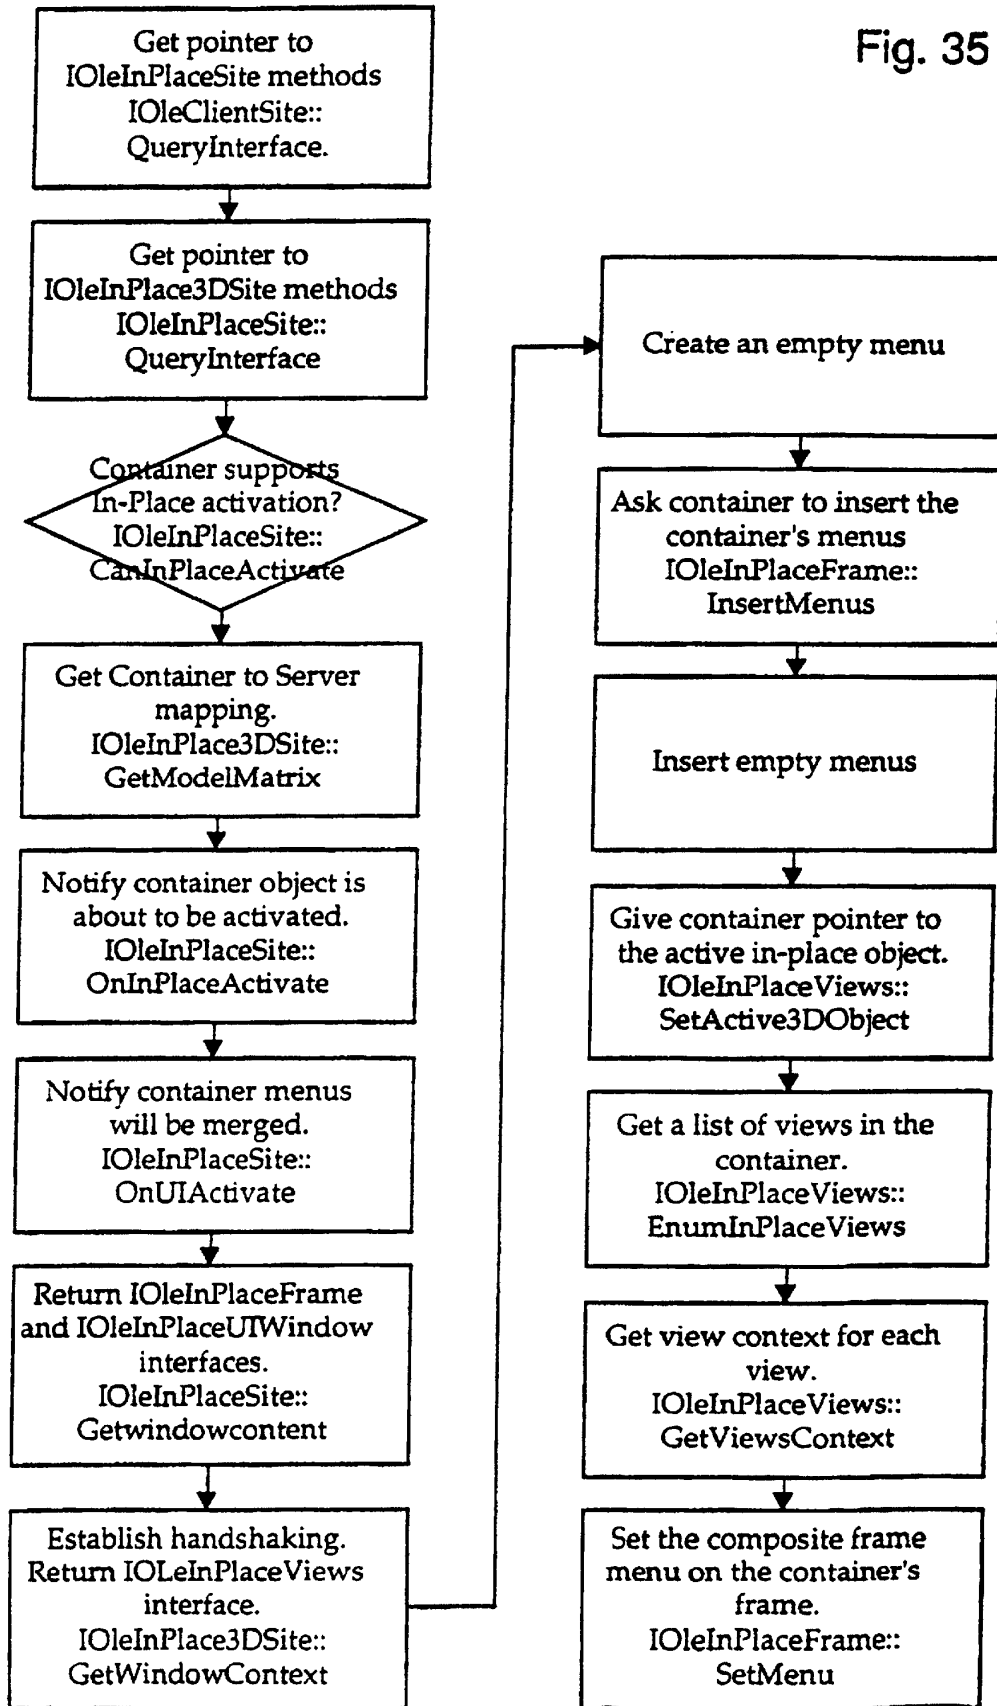 Fig. 35
Get pointer to
IOleInPlaceSite methods
IOleClientSite::
QueryInterface.
Get pointer to
IOleInPlace3DSite methods
IOleInPlaceSite::
QueryInterface
Container supports
In-Place activation?
IOleInPlaceSite::
CanInPlaceActivate
Get Container to Server
mapping.
IOleInPlace3DSite::
GetModelMatrix
Notify container object is
about to be activated.
IOleInPlaceSite::
OnInPlaceActivate
Notify container menus
will be merged.
IOleInPlaceSite::
OnUIActivate
Return IOleInPlaceFrame
and IOleInPlaceUIWindow
interfaces.
IOleInPlaceSite::
Getwindowcontent
Establish handshaking.
Return IOLeInPlaceViews
interface.
IOleInPlace3DSite::
GetWindowContext
Create an empty menu
Ask container to insert the
container's menus
IOleInPlaceFrame::
InsertMenus
Insert empty menus
Give container pointer to
the active in-place object.
IOleInPlaceViews::
SetActive3DObject
Get a list of views in the
container.
IOleInPlaceViews::
EnumInPlaceViews
Get view context for each
view.
IOleInPlaceViews::
GetViewsContext
Set the composite frame
menu on the container's
frame.
IOleInPlaceFrame::
SetMenu